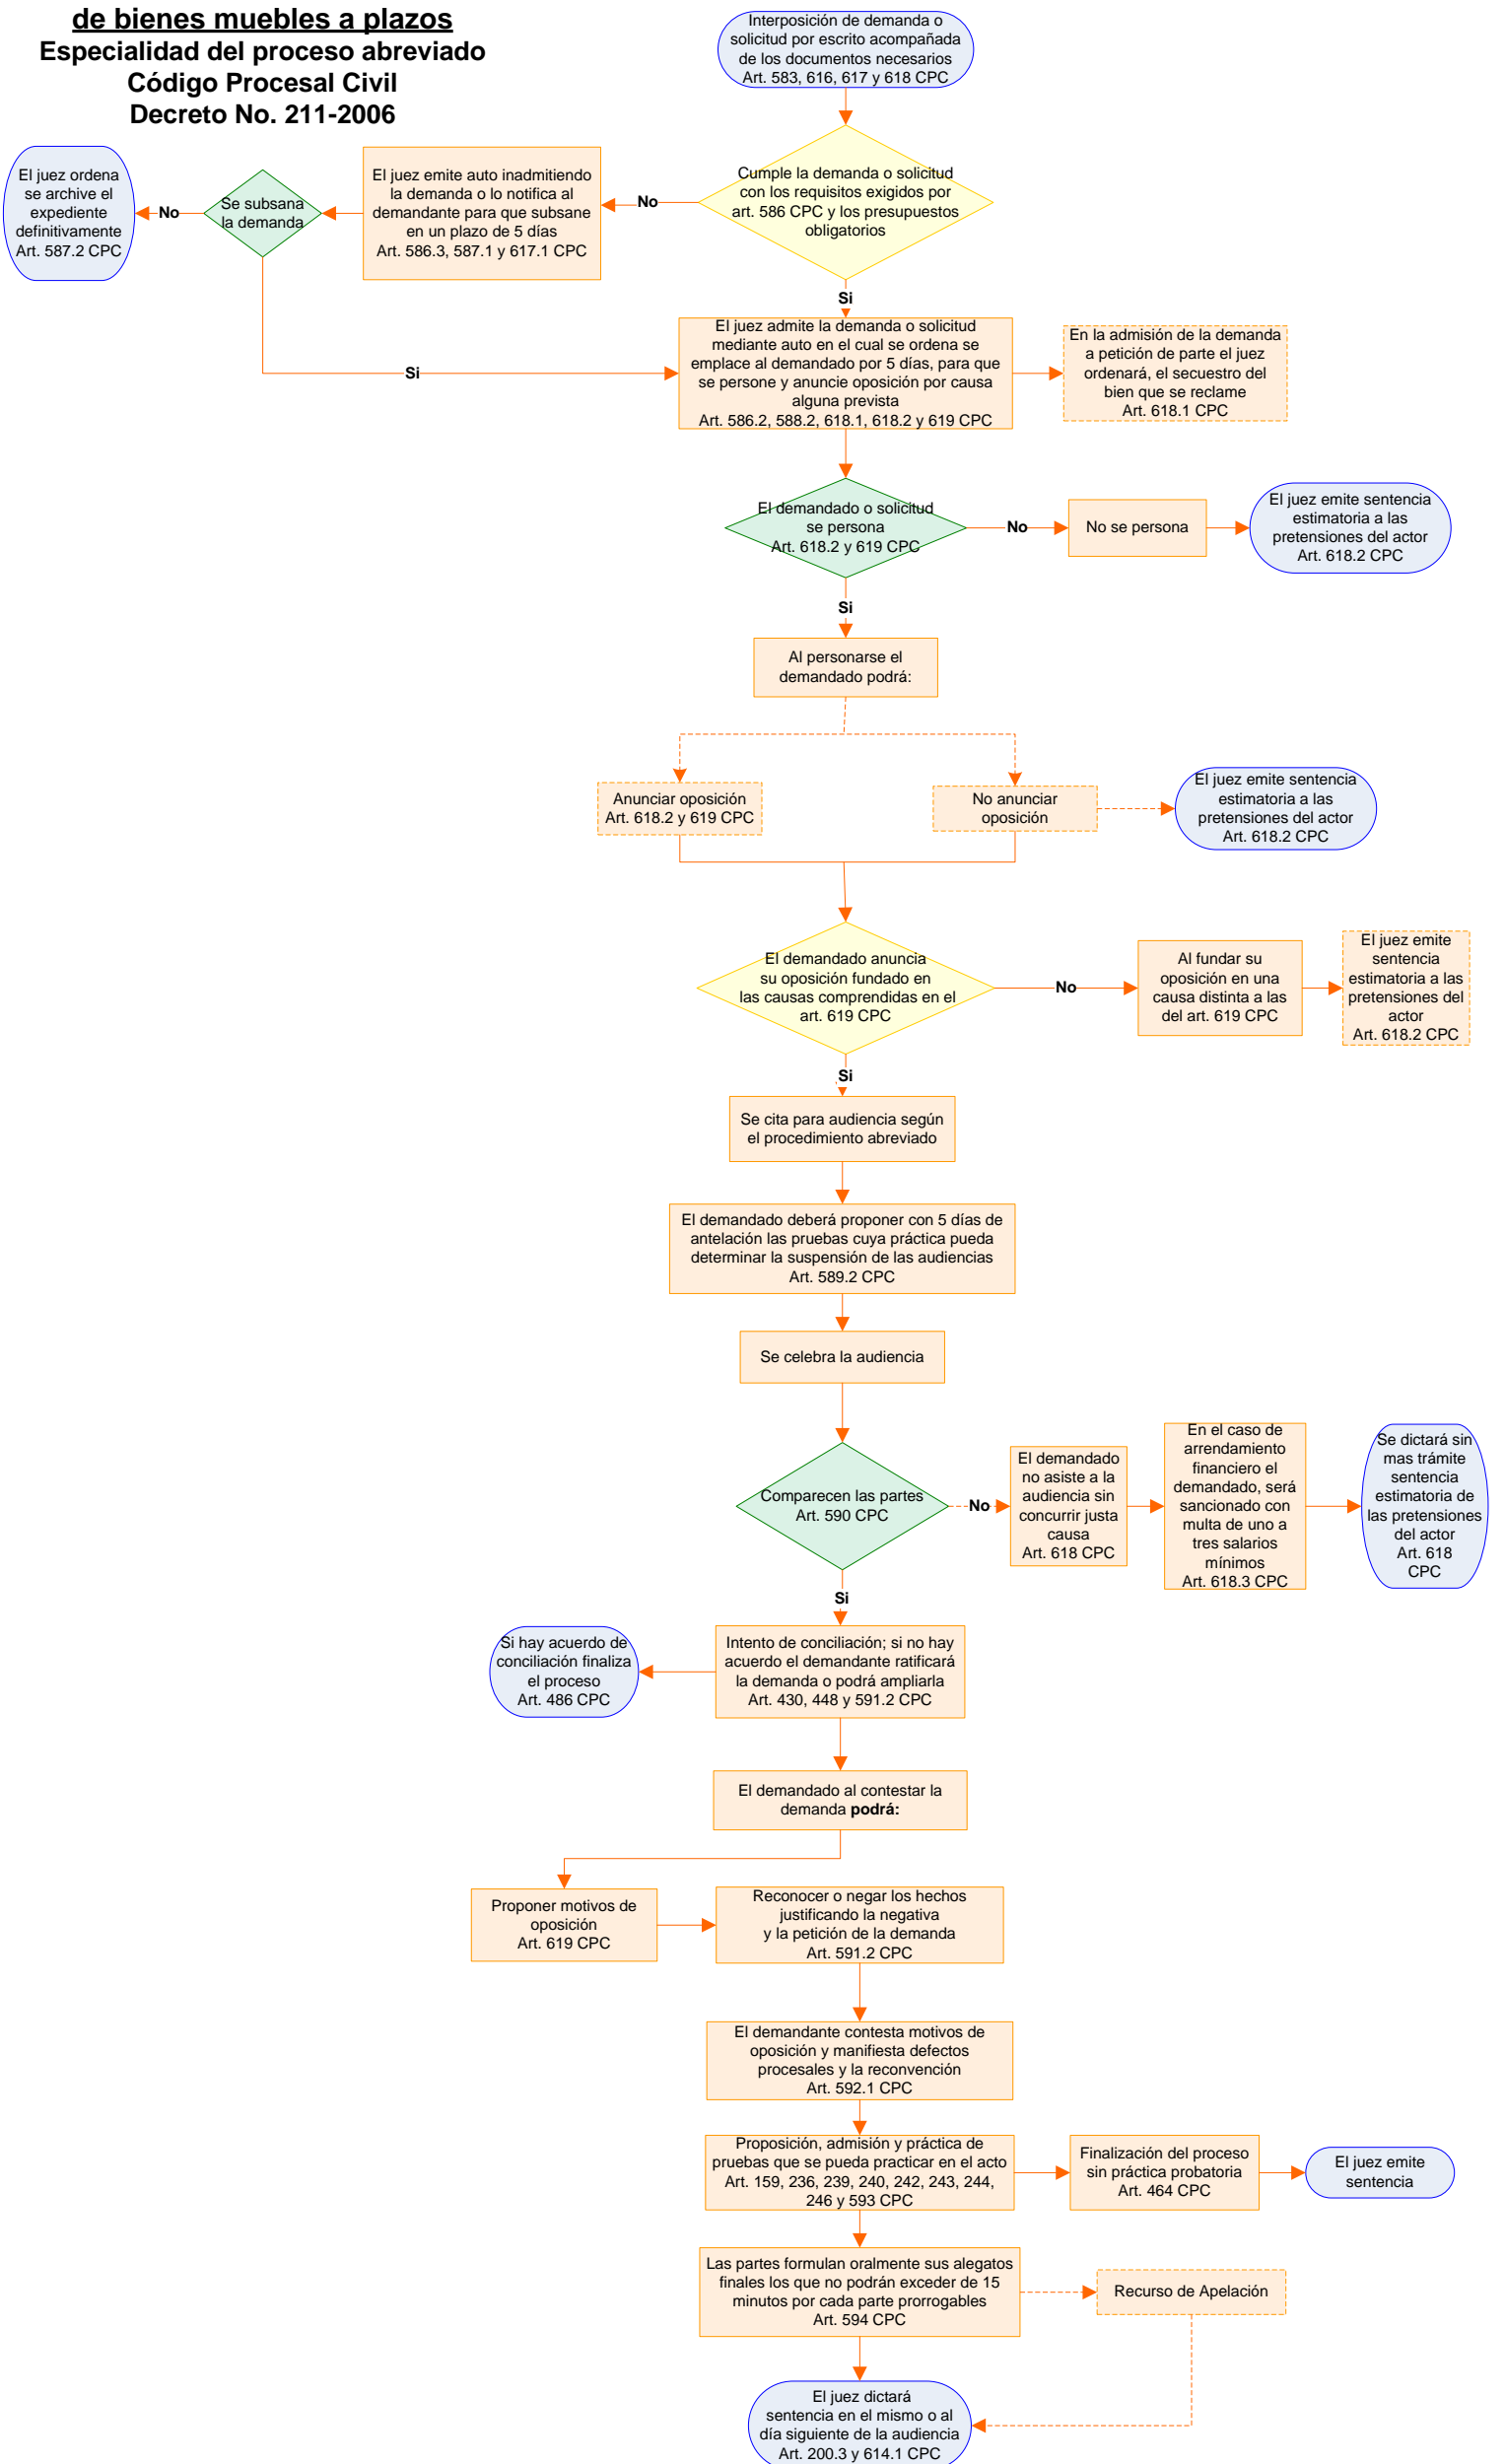 de bienes muebles a plazos
Especialidad del proceso abreviado
Código Procesal Civil
Decreto No. 211-2006
Interposición de demanda o
solicitud por escrito acompañada
de los documentos necesarios
Art. 583, 616, 617 y 618 CPC
Cumple la demanda o solicitud
con los requisitos exigidos por
art. 586 CPC y los presupuestos
obligatorios
No
El juez emite auto inadmitiendo
la demanda o lo notifica al
demandante para que subsane
en un plazo de 5 días
Art. 586.3, 587.1 y 617.1 CPC
Se subsana
la demanda
No
El juez ordena
se archive el
expediente
definitivamente
Art. 587.2 CPC
Si
Si
El juez admite la demanda o solicitud
mediante auto en el cual se ordena se
emplace al demandado por 5 días, para que
se persone y anuncie oposición por causa
alguna prevista
Art. 586.2, 588.2, 618.1, 618.2 y 619 CPC
En la admisión de la demanda
a petición de parte el juez
ordenará, el secuestro del
bien que se reclame
Art. 618.1 CPC
El demandado o solicitud
se persona
Art. 618.2 y 619 CPC
No
No se persona
El juez emite sentencia
estimatoria a las
pretensiones del actor
Art. 618.2 CPC
Si
Al personarse el
demandado podrá:
Anunciar oposición
Art. 618.2 y 619 CPC
No anunciar
oposición
El juez emite sentencia
estimatoria a las
pretensiones del actor
Art. 618.2 CPC
El demandado anuncia
su oposición fundado en
las causas comprendidas en el
art. 619 CPC
No
Al fundar su
oposición en una
causa distinta a las
del art. 619 CPC
El juez emite
sentencia
estimatoria a las
pretensiones del
actor
Art. 618.2 CPC
Si
Se cita para audiencia según
el procedimiento abreviado
El demandado deberá proponer con 5 días de
antelación las pruebas cuya práctica pueda
determinar la suspensión de las audiencias
Art. 589.2 CPC
Se celebra la audiencia
Comparecen las partes
Art. 590 CPC
No
El demandado
no asiste a la
audiencia sin
concurrir justa
causa
Art. 618 CPC
En el caso de
arrendamiento
financiero el
demandado, será
sancionado con
multa de uno a
tres salarios
mínimos
Art. 618.3 CPC
Se dictará sin
mas trámite
sentencia
estimatoria de
las pretensiones
del actor
Art. 618
CPC
Si
Intento de conciliación; si no hay
acuerdo el demandante ratificará
la demanda o podrá ampliarla
Art. 430, 448 y 591.2 CPC
Si hay acuerdo de
conciliación finaliza
el proceso
Art. 486 CPC
El demandado al contestar la
demanda podrá:
Proponer motivos de
oposición
Art. 619 CPC
Reconocer o negar los hechos
justificando la negativa
y la petición de la demanda
Art. 591.2 CPC
El demandante contesta motivos de
oposición y manifiesta defectos
procesales y la reconvención
Art. 592.1 CPC
Proposición, admisión y práctica de
pruebas que se pueda practicar en el acto
Art. 159, 236, 239, 240, 242, 243, 244,
246 y 593 CPC
Finalización del proceso
sin práctica probatoria
Art. 464 CPC
El juez emite
sentencia
Las partes formulan oralmente sus alegatos
finales los que no podrán exceder de 15
minutos por cada parte prorrogables
Art. 594 CPC
Recurso de Apelación
El juez dictará
sentencia en el mismo o al
día siguiente de la audiencia
Art. 200.3 y 614.1 CPC